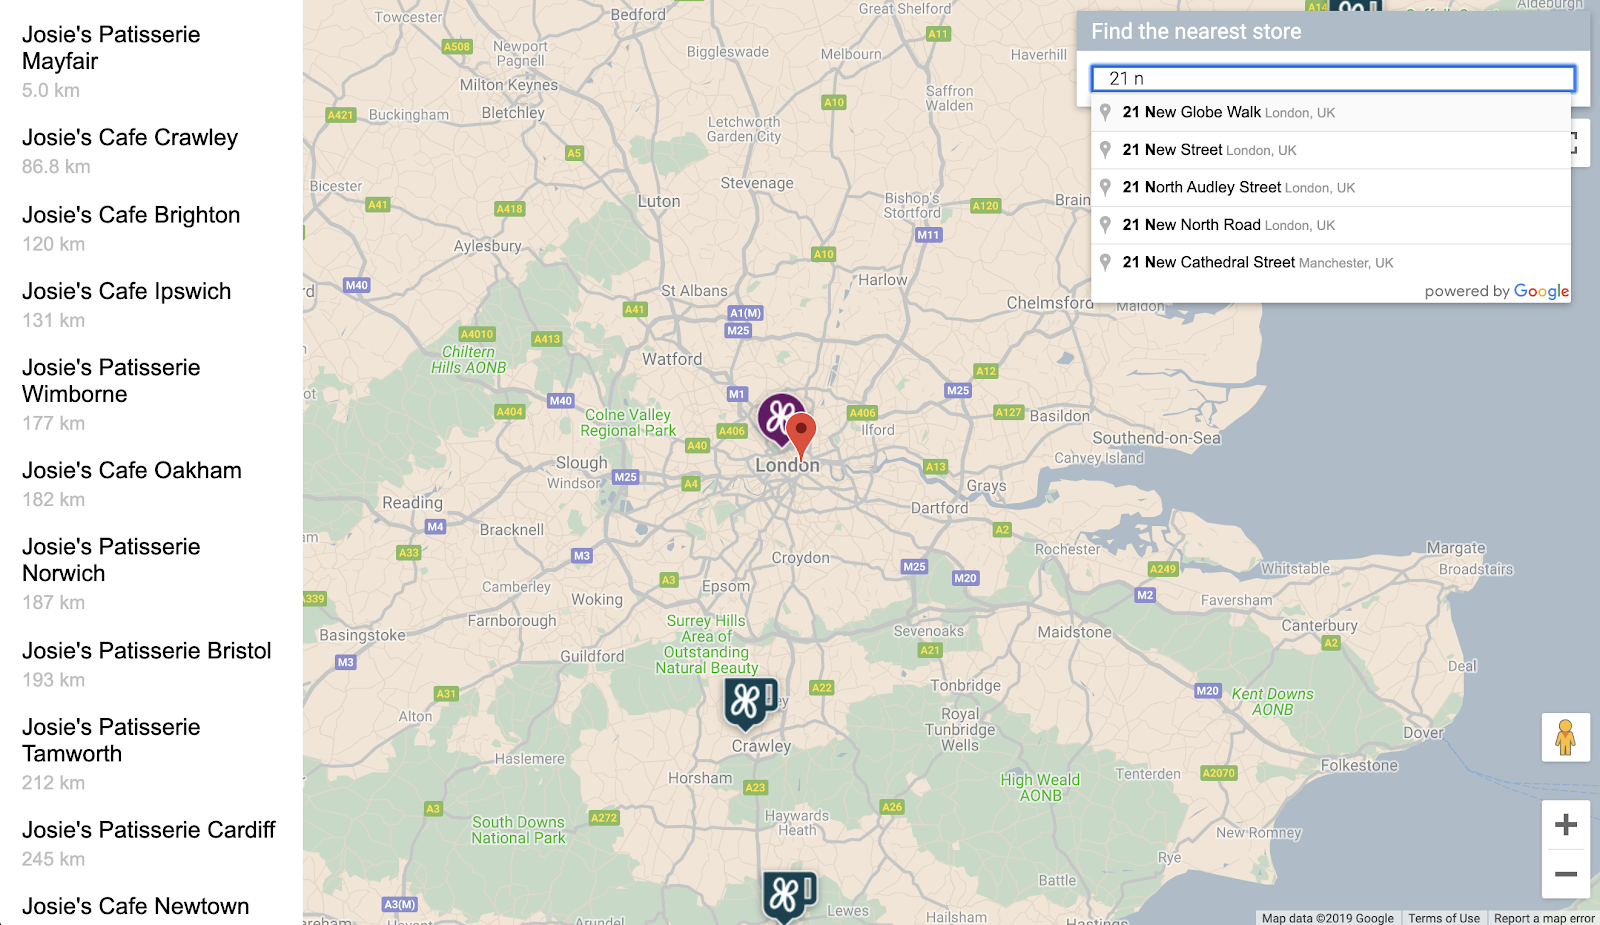 Josie's Patisserie
Mayfair
5.0 km
Josie's Cafe Crawley
86.8 km
Josie's Cafe Brighton
120 km
Josie's Cafe Ipswich
131 km
Josie's Patisserie
Wimborne
177 km
Josie's Cafe Oakham
182 km
Josie's Patisserie
Norwich
187 km
Josie's Patisserie Bristol
193 km
Josie's Patisserie
Tamworth
212 km
Josie's Patisserie Cardiff
245 km
Josie's Cafe Newtown
Find the nearest store
21 n
21 New Globe Walk London, UK
21 New Street London, UK
21 North Audley Street London, UK
21 New North Road London, UK
21 New Cathedral Street Manchester, UK
powered by Google
Towcester
Bedford
Great Shelford
A14
Aldeburgh
A508
Newport
Pagnell
Biggleswade
Melbourn
A11
Haverhill
Milton Keynes
Saffron
Walden
A421
Buckingham
Bletchley
A10
Letchworth
Garden City
A5
Bicester
Stevenage
A41
A418
Luton
Bishop's
Stortford
A120
M11
Aylesbury
A10
M40
St Albans
Harlow
Chelmsford
Maldon
A41
A1(M)
M25
A4010
A413
Chiltern
Hills AONB
Watford
A12
M40
M1
M25
A404
Colne Valley
Regional Park
A406
A406
Ilford
A127
Basildon
A40
Southend-on-Sea
Canvey Island
Slough
Windsor
M25
A4
London
A13
Grays
Reading
Dartford
M4
Bracknell
A2
A33
M3
Croydon
M25
M20
Rochester
A249
Whitstable
Margate
Broadstairs
Camberley
A3
Epsom
M2
A339
Woking
Faversham
Farnborough
Basingstoke
Surrey Hills
Area of
Outstanding
Natural Beauty
Sevenoaks
Maidstone
Canterbury
A2
M3
Guildford
A21
Deal
A31
A22
Tonbridge
M20
Kent Downs
AONB
Alton
Royal
Tunbridge
Wells
Dover
Crawley
Haslemere
Folkestone
Horsham
A23
High Weald
AONB
Tenterden
A2070
A3
A272
A26
South Downs
National Park
Haywards
Heath
New Romney
Rye
Battle
A3(M)
Lewes
Hailsham
Arundel
Hastings
Map data ©2019 Google
Terms of Use
Report a map error